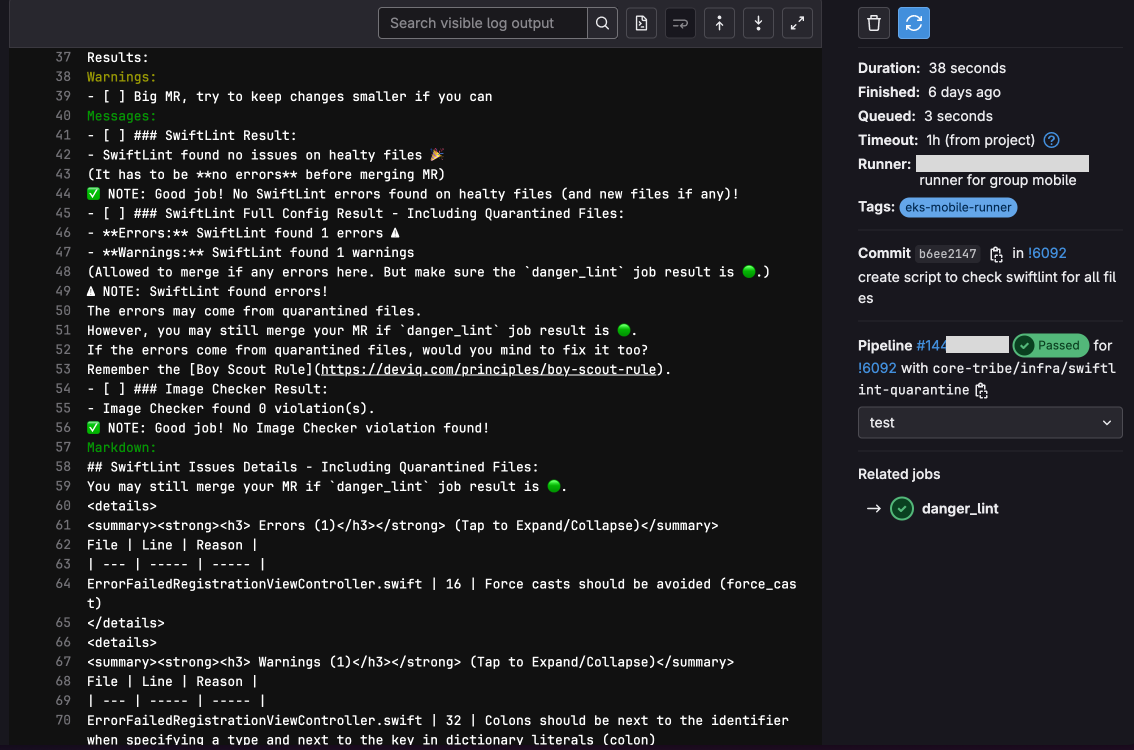 Search visible log output
37 Results:
38 Warnings:
39 - [ ] Big MR, try to keep changes smaller if you can
40 Messages:
41 - [ ] ### SwiftLint Result:
42 - SwiftLint found no issues on healty files 🎉
43 (It has to be **no errors** before merging MR)
44 ✅ NOTE: Good job! No SwiftLint errors found on healty files (and new files if any)!
45 - [ ] ### SwiftLint Full Config Result - Including Quarantined Files:
46 - **Errors:** SwiftLint found 1 errors ⚠
47 - **Warnings:** SwiftLint found 1 warnings
48 (Allowed to merge if any errors here. But make sure the `danger_lint` job result is 🟢.)
49 ⚠ NOTE: SwiftLint found errors!
50 The errors may come from quarantined files.
51 However, you may still merge your MR if `danger_lint` job result is 🟢.
52 If the errors come from quarantined files, would you mind to fix it too?
53 Remember the [Boy Scout Rule](https://deviq.com/principles/boy-scout-rule).
54 - [ ] ### Image Checker Result:
55 - Image Checker found 0 violation(s).
56 ✅ NOTE: Good job! No Image Checker violation found!
57 Markdown:
58 ## SwiftLint Issues Details - Including Quarantined Files:
59 You may still merge your MR if `danger_lint` job result is 🟢.
60 <details>
61 <summary><strong><h3> Errors (1)</h3></strong> (Tap to Expand/Collapse)</summary>
62 File | Line | Reason |
63 | --- | ----- | ----- |
64 ErrorFailedRegistrationViewController.swift | 16 | Force casts should be avoided (force_cas
t)
65 </details>
66 <details>
67 <summary><strong><h3> Warnings (1)</h3></strong> (Tap to Expand/Collapse)</summary>
68 File | Line | Reason |
69 | --- | ----- | ----- |
70 ErrorFailedRegistrationViewController.swift | 32 | Colons should be next to the identifier
when specifying a type and next to the key in dictionary literals (colon)
Duration: 38 seconds
Finished: 6 days ago
Queued: 3 seconds
Timeout: 1h (from project)
Runner:
runner for group mobile
Tags: eks-mobile-runner
Commit b6ee2147 in !6092
create script to check swiftlint for all fil
es
Pipeline #144 Passed for
!6092 with core-tribe/infra/swiftl
int-quarantine
test
Related jobs
→ danger_lint